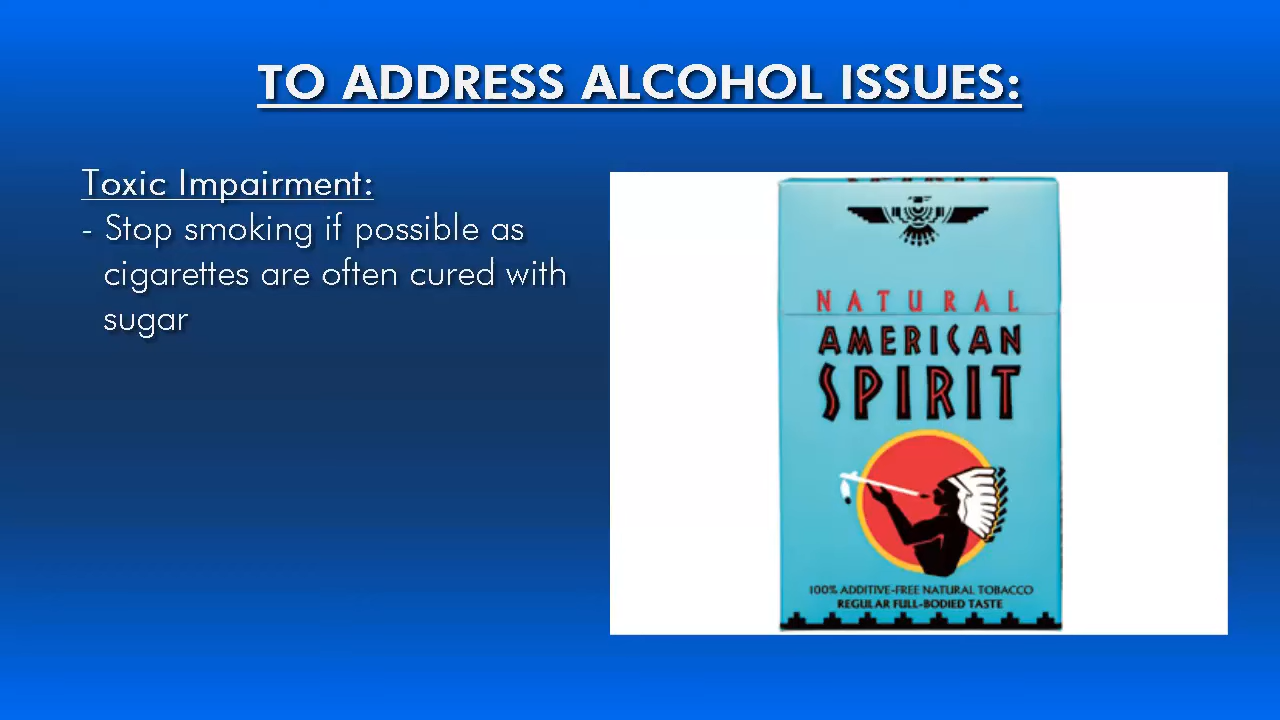 TO ADDRESS ALCOHOL ISSUES:
Toxic Impairment:
- Stop smoking if possible as
cigarettes are often cured with
sugar
NATURAL
AMERICAN
SPIRIT
100% ADDITIVE-FREE NATURAL TOBACCO
REGULAR FULL-BODIED TASTE